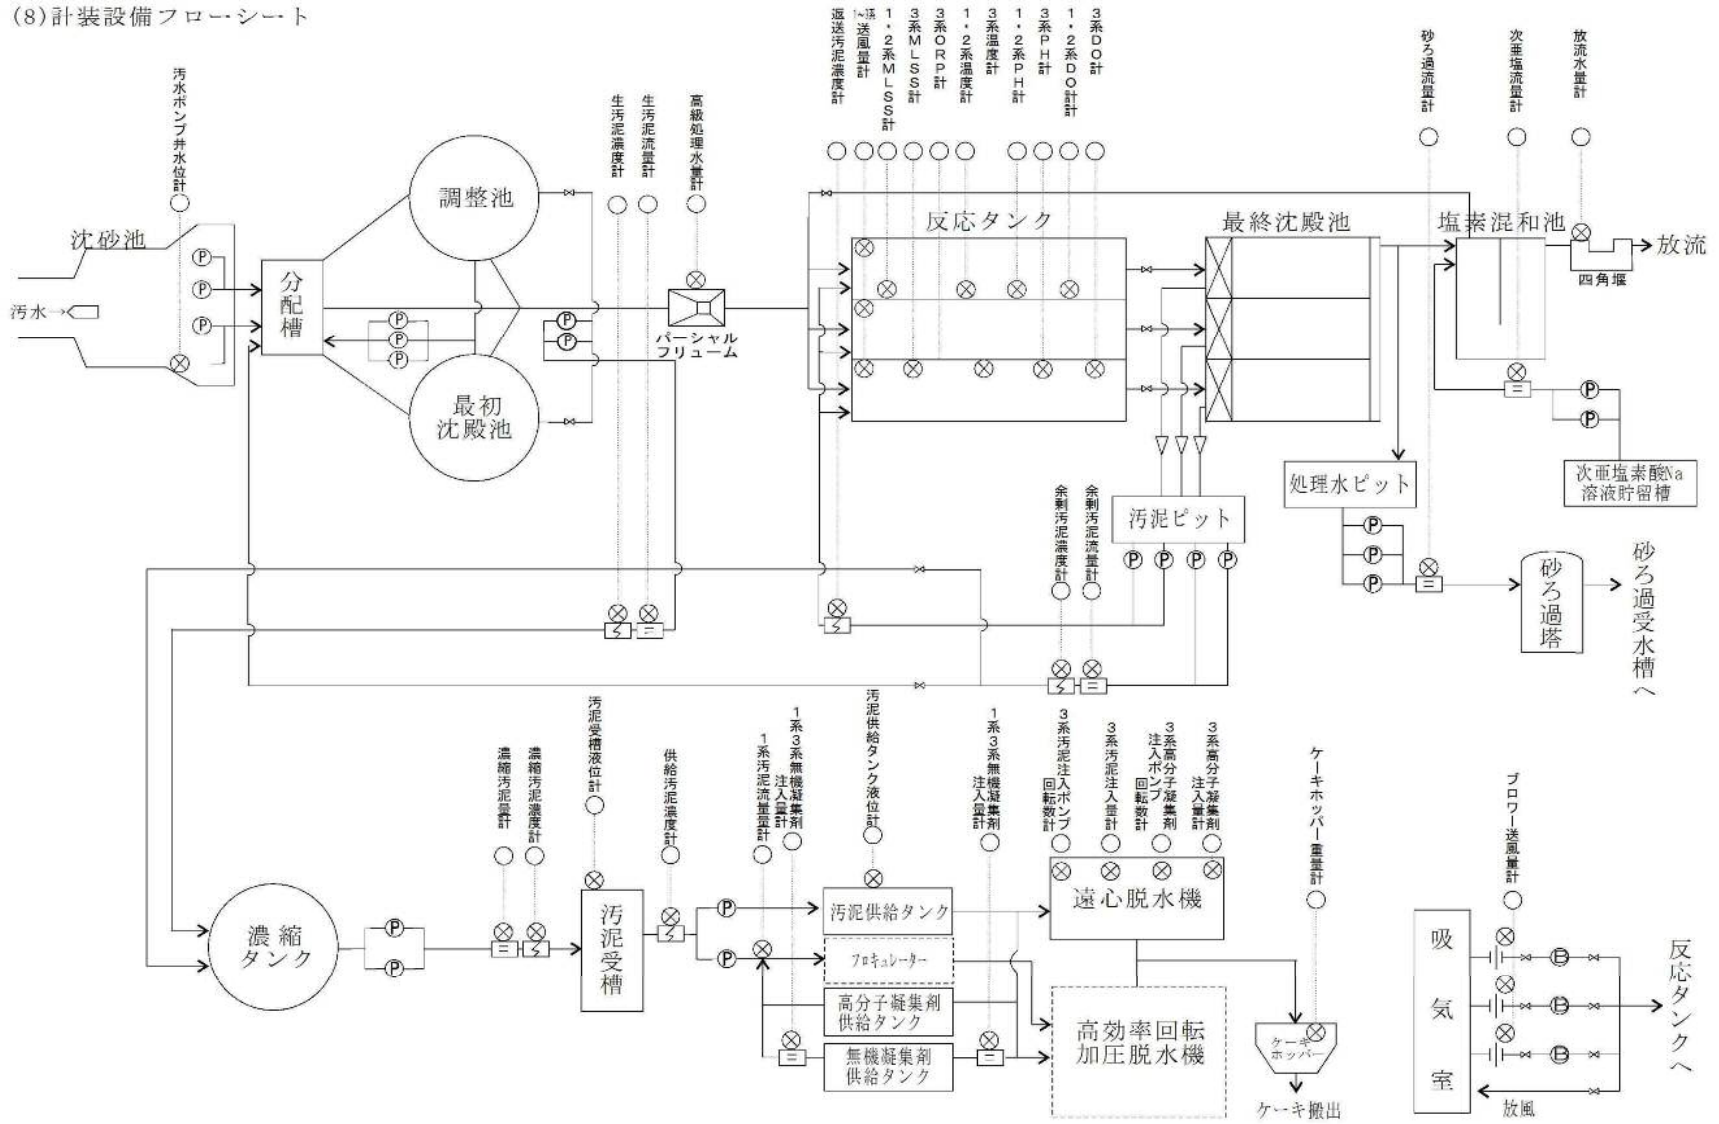 (8)計装設備フローシート
汚水ポンプ井水位計
生汚泥濃度計
生汚泥流量計
高級処理水量計
返送汚泥濃度計
送風量計
1・2系MLSS計
3系MLSS計
3系ORP計
1・2系温度計
3系温度計
1・2系PH計
3系PH計
1・2系DO計計
3系DO計
砂ろ過流量計
次亜塩流量計
放流水量計
沈砂池
汚水
P
P
P
分配槽
調整池
最初
沈殿池
P
P
P
P
P
パーシャル
フリューム
反応タンク
最終沈殿池
塩素混和池
放流
四角堰
P
P
次亜塩素酸Na
溶液貯留槽
処理水ピット
P
P
P
砂ろ過塔
砂ろ過受水槽へ
汚泥ピット
P
P
P
P
余剰汚泥濃度計
余剰汚泥流量計
濃縮汚泥量計
濃縮汚泥濃度計
汚泥受槽液位計
供給汚泥濃度計
1系汚泥流量量計
1系3系無機凝集剤
注入量計
汚泥供給タンク液位計
1系3系無機凝集剤
注入量計
3系汚泥注入ポンプ
回転数計
3系汚泥注入量計
3系高分子凝集剤
注入ポンプ
回転数計
3系高分子凝集剤
注入量計
ケーキホッパー重量計
ブロワー送風量計
濃縮
タンク
P
P
汚泥受槽
P
P
汚泥供給タンク
フロキュレーター
高分子凝集剤
供給タンク
無機凝集剤
供給タンク
遠心脱水機
高効率回転
加圧脱水機
ケーキ
ホッパー
ケーキ搬出
吸気室
B
B
B
放風
反応タンクへ